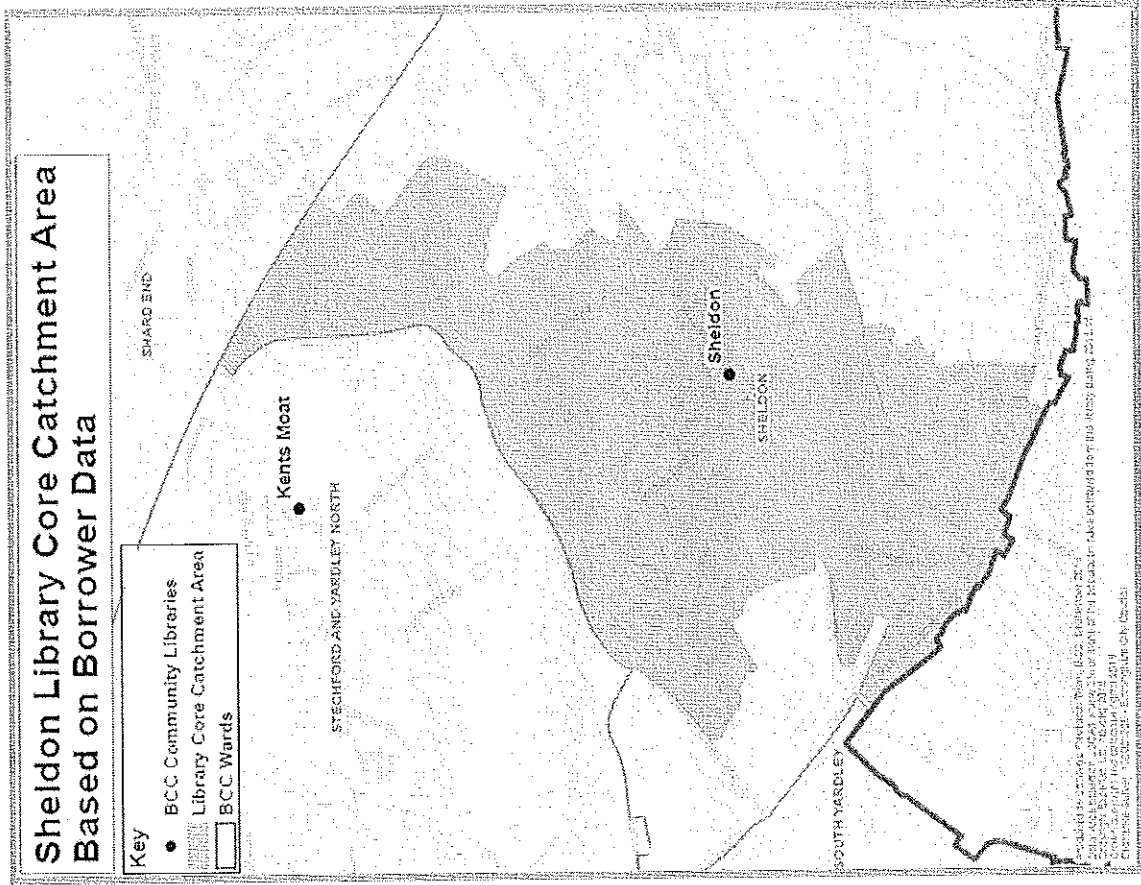 Sheldon Library Core Catchment Area
Based on Borrower Data
Key
BCC Community Libraries
Library Core Catchment Area
BCC Wards
SHARD END
Kents Moat
STECHFORD AND YARDLEY NORTH
Sheldon
SHELDON
SOUTH YARDLEY